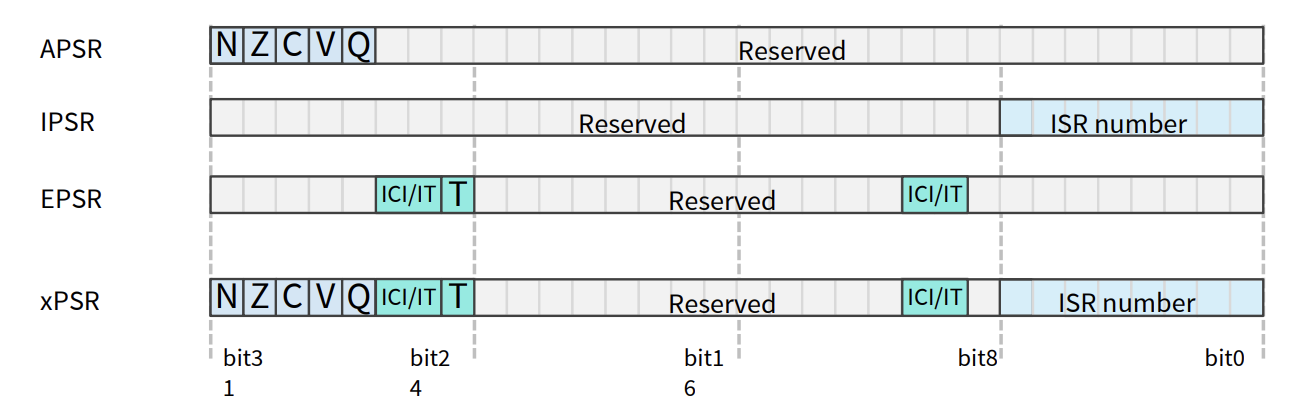 APSR N Z C V Q Reserved
IPSR Reserved ISR number
EPSR ICI/IT T Reserved ICI/IT
xPSR N Z C V Q ICI/IT T Reserved ICI/IT ISR number
bit3 bit2 bit1 bit8 bit0
1 4 6